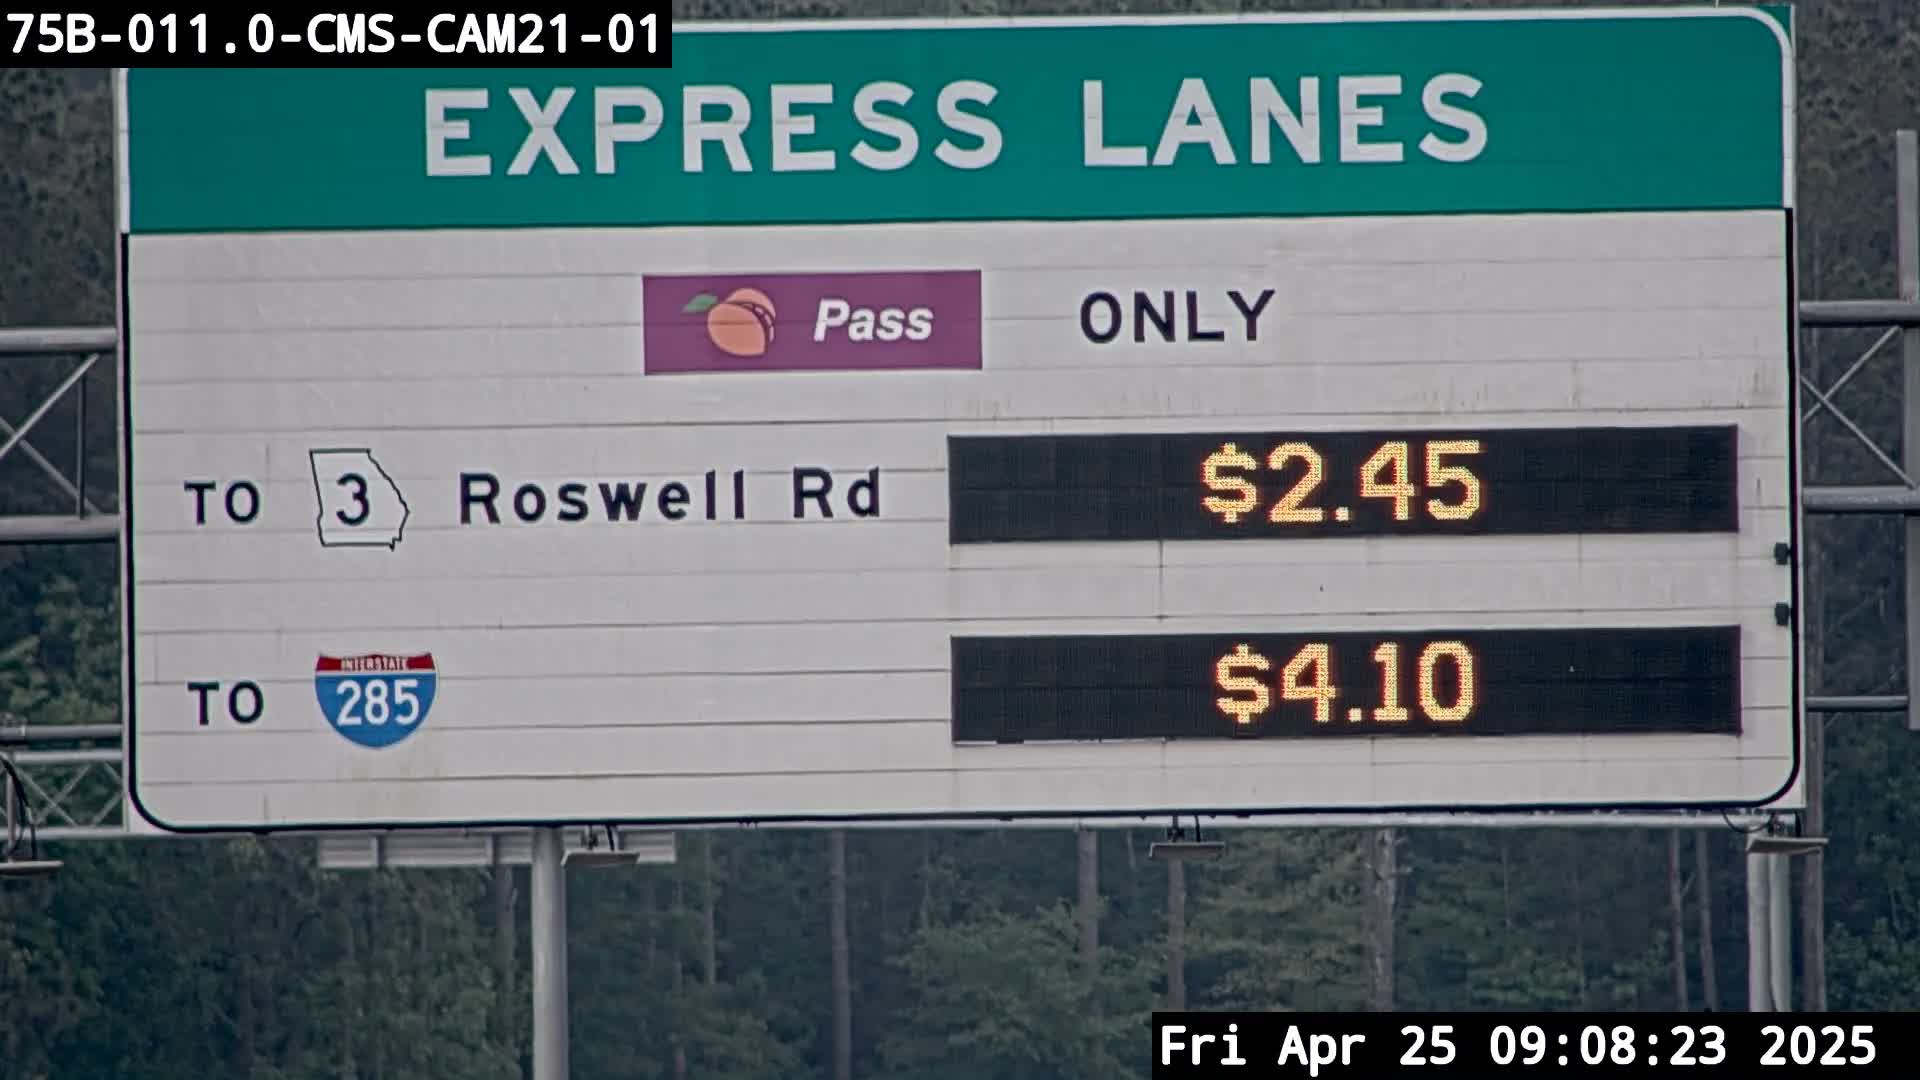 75B-011.0-CMS-CAM21-01
EXPRESS LANES
Pass ONLY
TO 3 Roswell Rd $2.45
TO INTERSTATE 285 $4.10
Fri Apr 25 09:08:23 2025